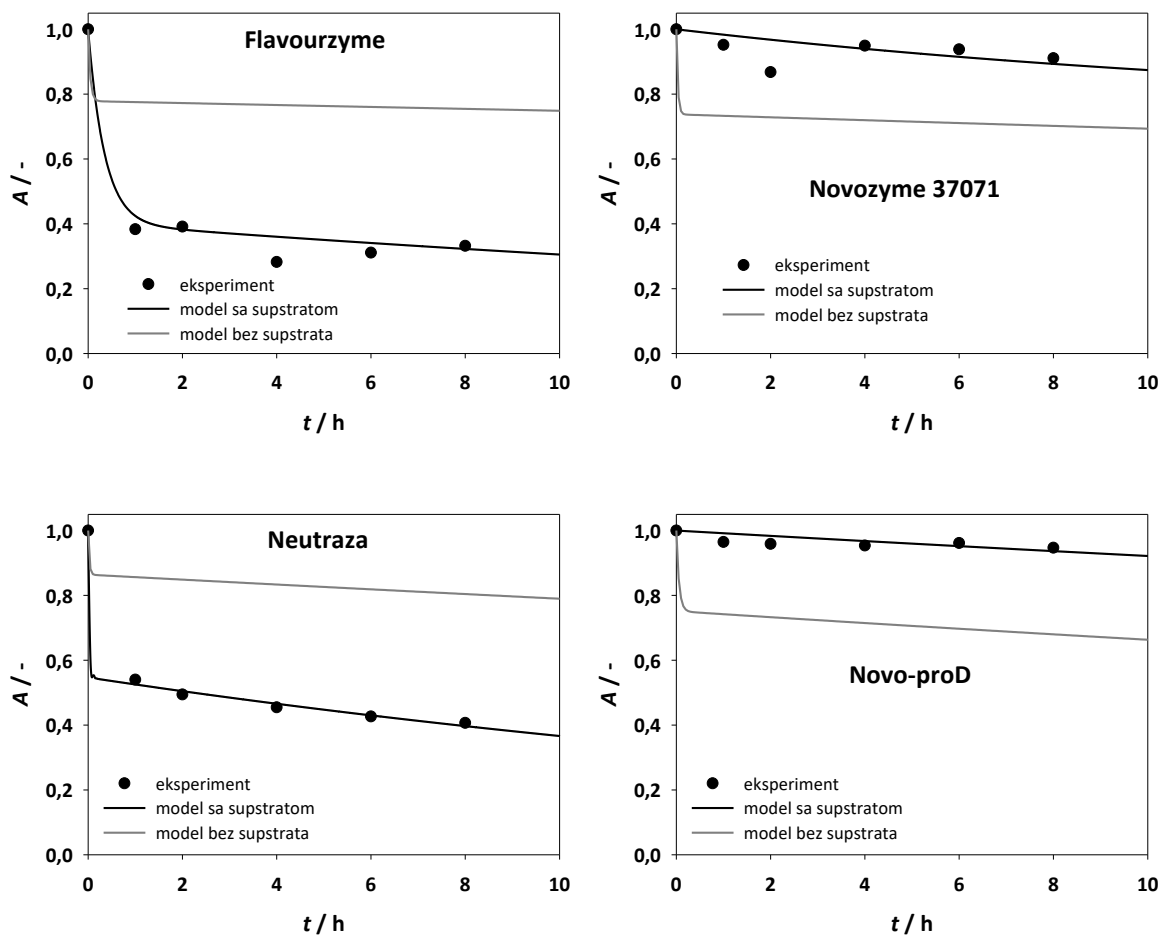 Flavourzyme
A / -
1,0
0,8
0,6
0,4
0,2
0,0
eksperiment
model sa supstratom
model bez supstrata
0 2 4 6 8 10
t / h
Novozyme 37071
A / -
1,0
0,8
0,6
0,4
0,2
0,0
eksperiment
model sa supstratom
model bez supstrata
0 2 4 6 8 10
t / h
Neutraza
A / -
1,0
0,8
0,6
0,4
0,2
0,0
eksperiment
model sa supstratom
model bez supstrata
0 2 4 6 8 10
t / h
Novo-proD
A / -
1,0
0,8
0,6
0,4
0,2
0,0
eksperiment
model sa supstratom
model bez supstrata
0 2 4 6 8 10
t / h